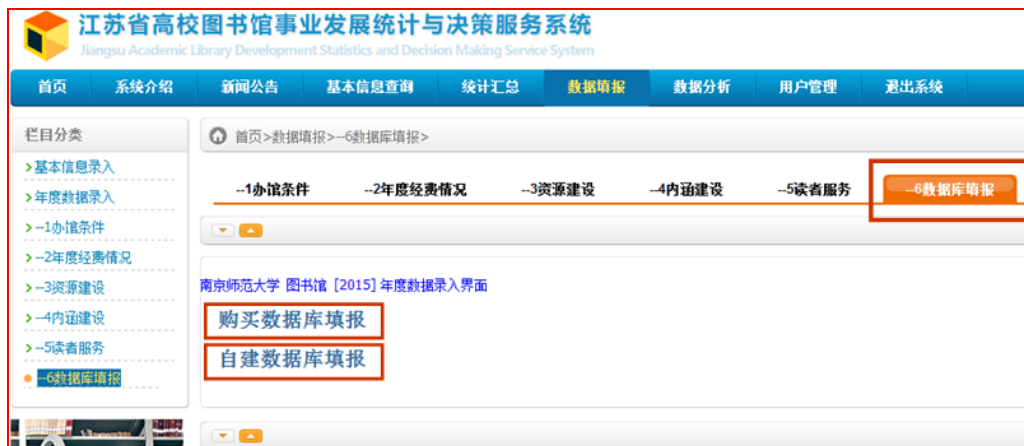 江苏省高校图书馆事业发展统计与决策服务系统
Jiangsu Academic Library Development Statistics and Decision Making Service System
首页 系统介绍 新闻公告 基本信息查询 统计汇总 数据填报 数据分析 用户管理 退出系统
栏目分类
>基本信息录入
>年度数据录入
>--1办馆条件
>--2年度经费情况
>--3资源建设
>--4内涵建设
>--5读者服务
--6数据库填报
首页>数据填报>--6数据库填报>
--1办馆条件 --2年度经费情况 --3资源建设 --4内涵建设 --5读者服务 --6数据库填报
南京师范大学 图书馆 [2015] 年度数据录入界面
购买数据库填报
自建数据库填报